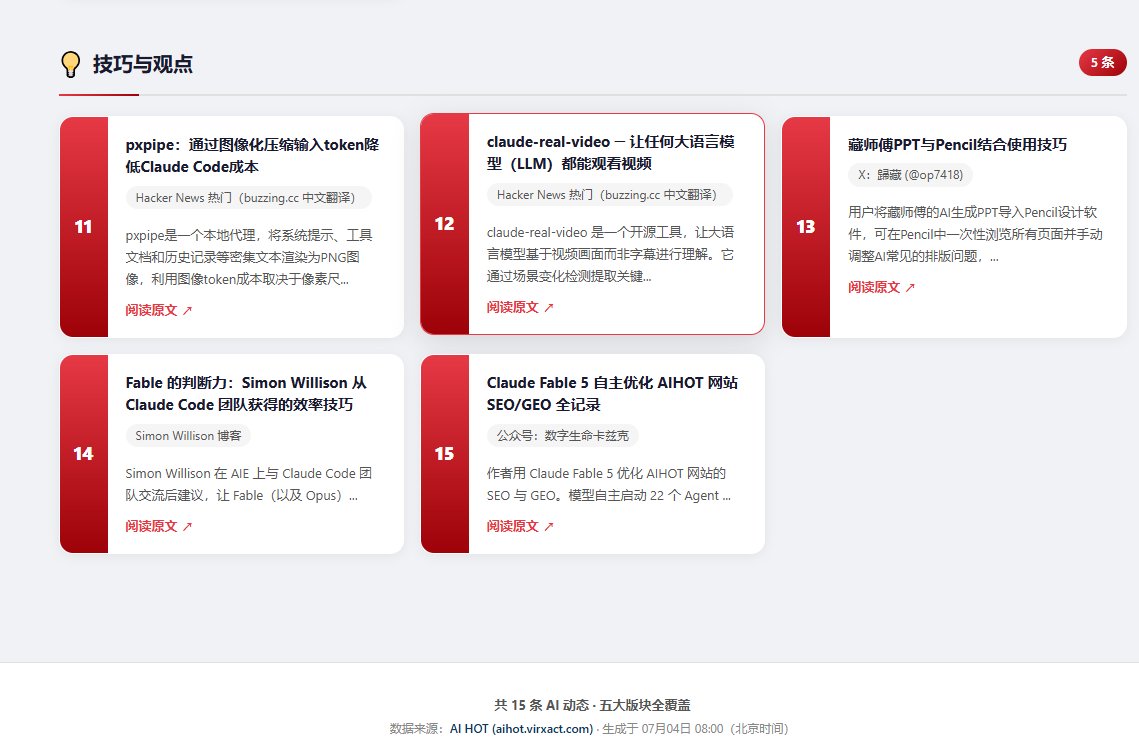 技巧与观点
5 条
11
pxpipe：通过图像化压缩输入token降
低Claude Code成本
Hacker News 热门（buzzing.cc 中文翻译）
pxpipe是一个本地代理，将系统提示、工具
文档和历史记录等密集文本渲染为PNG图
像，利用图像token成本取决于像素尺...
阅读原文 ↗
12
claude-real-video — 让任何大语言模
型（LLM）都能观看视频
Hacker News 热门（buzzing.cc 中文翻译）
claude-real-video 是一个开源工具，让大语
言模型基于视频画面而非字幕进行理解。它
通过场景变化检测提取关键...
阅读原文 ↗
13
藏师傅PPT与Pencil结合使用技巧
X：歸藏 (@op7418)
用户将藏师傅的AI生成PPT导入Pencil设计软
件，可在Pencil中一次性浏览所有页面并手动
调整AI常见的排版问题，...
阅读原文 ↗
14
Fable 的判断力：Simon Willison 从
Claude Code 团队获得的效率技巧
Simon Willison 博客
Simon Willison 在 AIE 上与 Claude Code 团
队交流后建议，让 Fable（以及 Opus）...
阅读原文 ↗
15
Claude Fable 5 自主优化 AIHOT 网站
SEO/GEO 全记录
公众号：数字生命卡兹克
作者用 Claude Fable 5 优化 AIHOT 网站的
SEO 与 GEO。模型自主启动 22 个 Agent ...
阅读原文 ↗
共 15 条 AI 动态 · 五大版块全覆盖
数据来源：AI HOT (aihot.virxact.com) · 生成于 07月04日 08:00（北京时间）